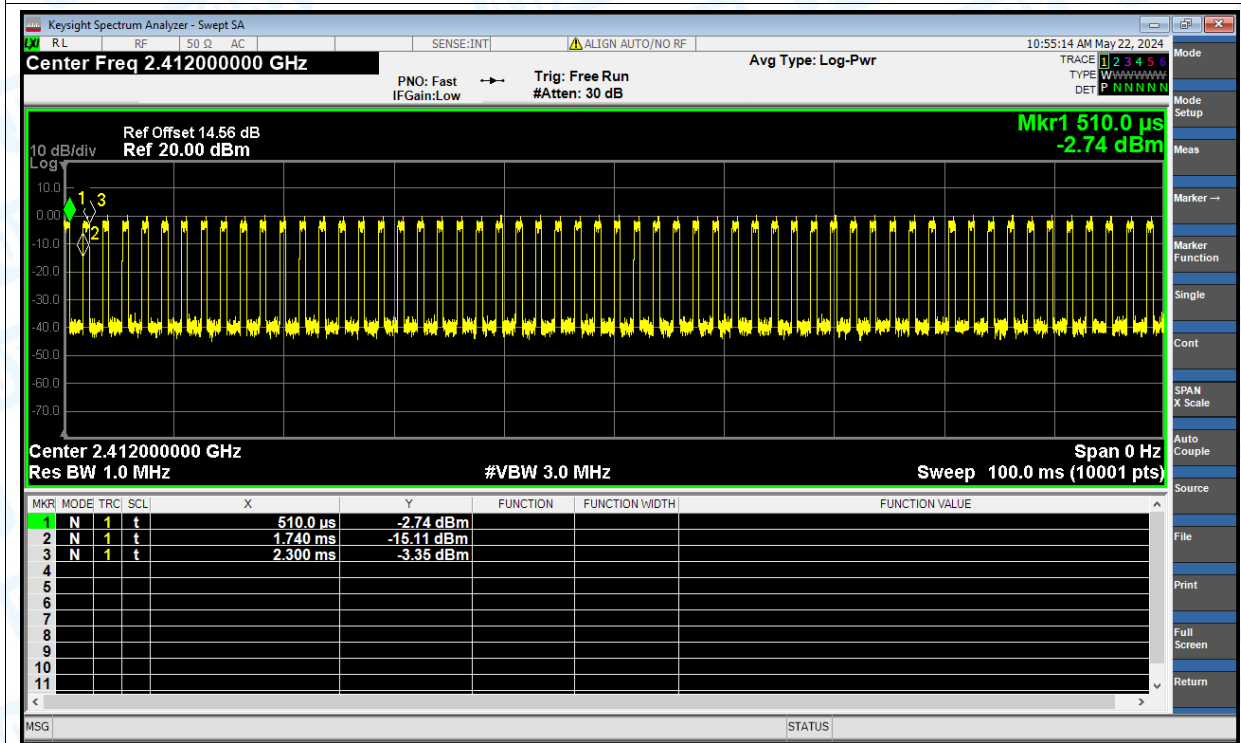 Keysight Spectrum Analyzer - Swept SA
LXI RL RF 50 Ω AC SENSE:INT ALIGN AUTO/NO RF 10:55:14 AM May 22, 2024
Center Freq 2.412000000 GHz
PNO: Fast
IFGain:Low
Trig: Free Run
#Atten: 30 dB
Avg Type: Log-Pwr
TRACE 1 2 3 4 5 6
TYPE WWWWWW
DET P N N N N N
Ref Offset 14.56 dB
10 dB/div Ref 20.00 dBm
Log
Mkr1 510.0 µs
-2.74 dBm
10.0
0.00
-10.0
-20.0
-30.0
-40.0
-50.0
-60.0
-70.0
1 3
2
Center 2.412000000 GHz Span 0 Hz
Res BW 1.0 MHz #VBW 3.0 MHz Sweep 100.0 ms (10001 pts)
MKR MODE TRC SCL X Y FUNCTION FUNCTION WIDTH FUNCTION VALUE
1 N 1 t 510.0 µs -2.74 dBm
2 N 1 t 1.740 ms -15.11 dBm
3 N 1 t 2.300 ms -3.35 dBm
4
5
6
7
8
9
10
11
MSG STATUS
Mode
Mode
Setup
Meas
Marker →
Marker
Function
Single
Cont
SPAN
X Scale
Auto
Couple
Source
File
Print
Full
Screen
Return